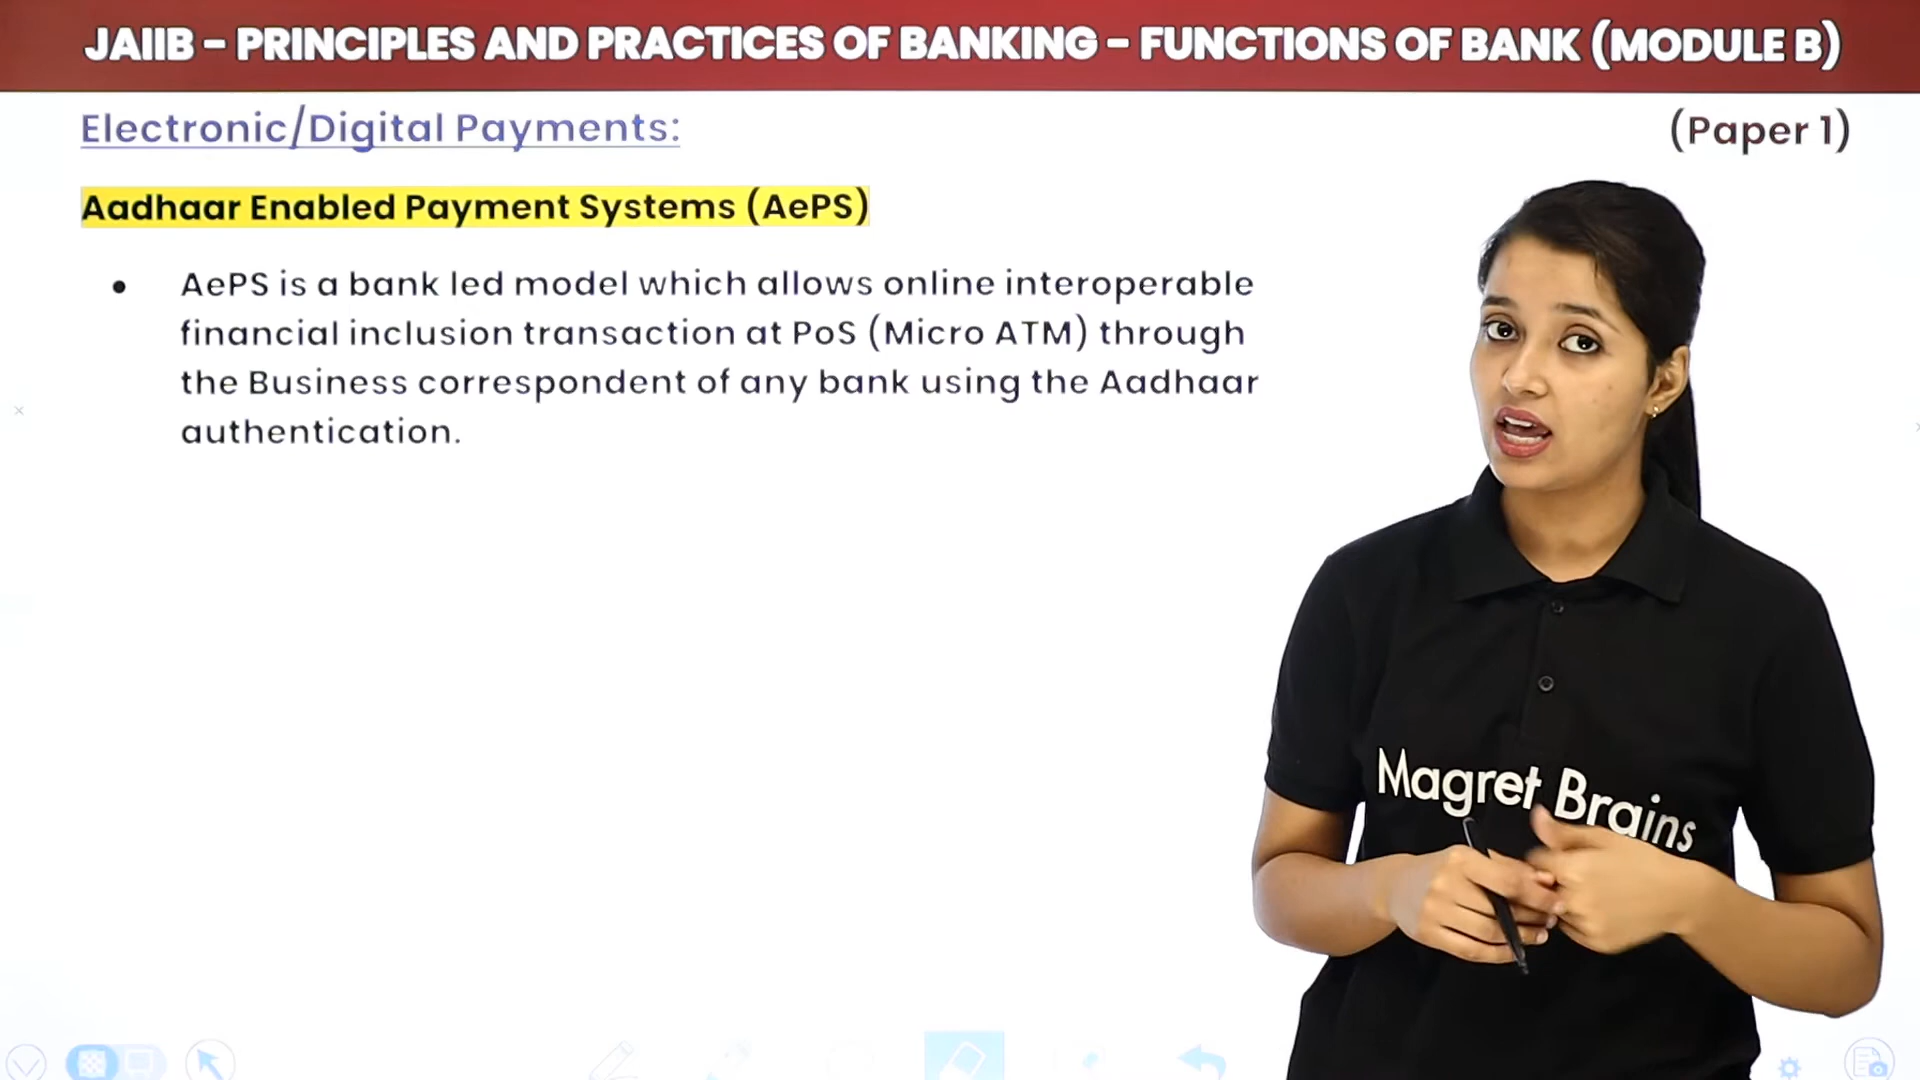 JAIIB – PRINCIPLES AND PRACTICES OF BANKING – FUNCTIONS OF BANK (MODULE B)
Electronic/Digital Payments:
(Paper 1)
Aadhaar Enabled Payment Systems (AePS)
• AePS is a bank led model which allows online interoperable
financial inclusion transaction at PoS (Micro ATM) through
the Business correspondent of any bank using the Aadhaar
authentication.
Magret Brains